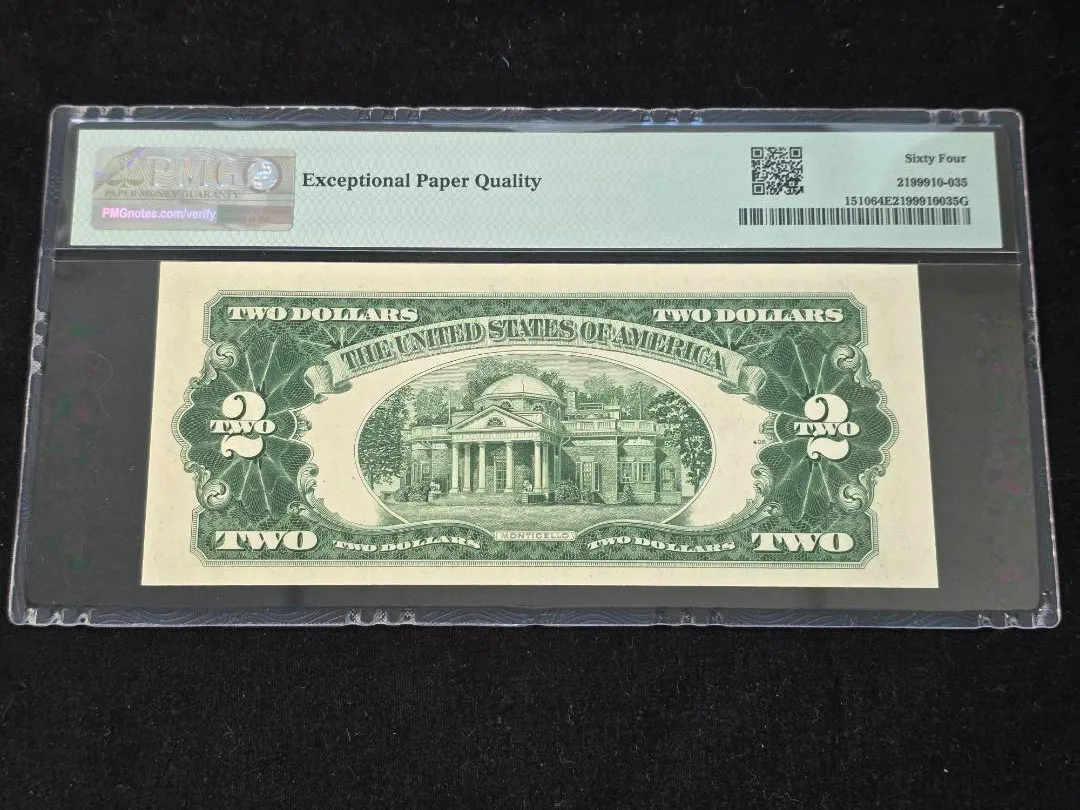 PMG
PAPER MONEY GUARANTY
PMGnotes.com/verify
Exceptional Paper Quality
Sixty Four
2199910-035
151064E2199910035G
TWO DOLLARS
TWO DOLLARS
THE UNITED STATES OF AMERICA
2
TWO
2
TWO
TWO
TWO DOLLARS
MONTICELLO
TWO DOLLARS
TWO